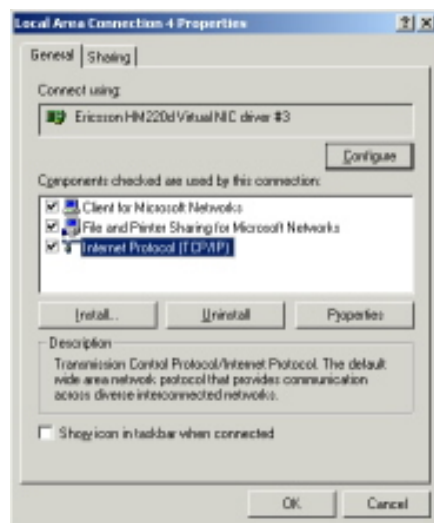 Local Area Connection 4 Properties
General Sharing
Connect using:
Ericsson HM220d Virtual NIC driver #3
Configure
Components checked are used by this connection:
Client for Microsoft Networks
File and Printer Sharing for Microsoft Networks
Internet Protocol (TCP/IP)
Install... Uninstall Properties
Description
Transmission Control Protocol/Internet Protocol. The default
wide area network protocol that provides communication
across diverse interconnected networks.
Show icon in taskbar when connected
OK Cancel